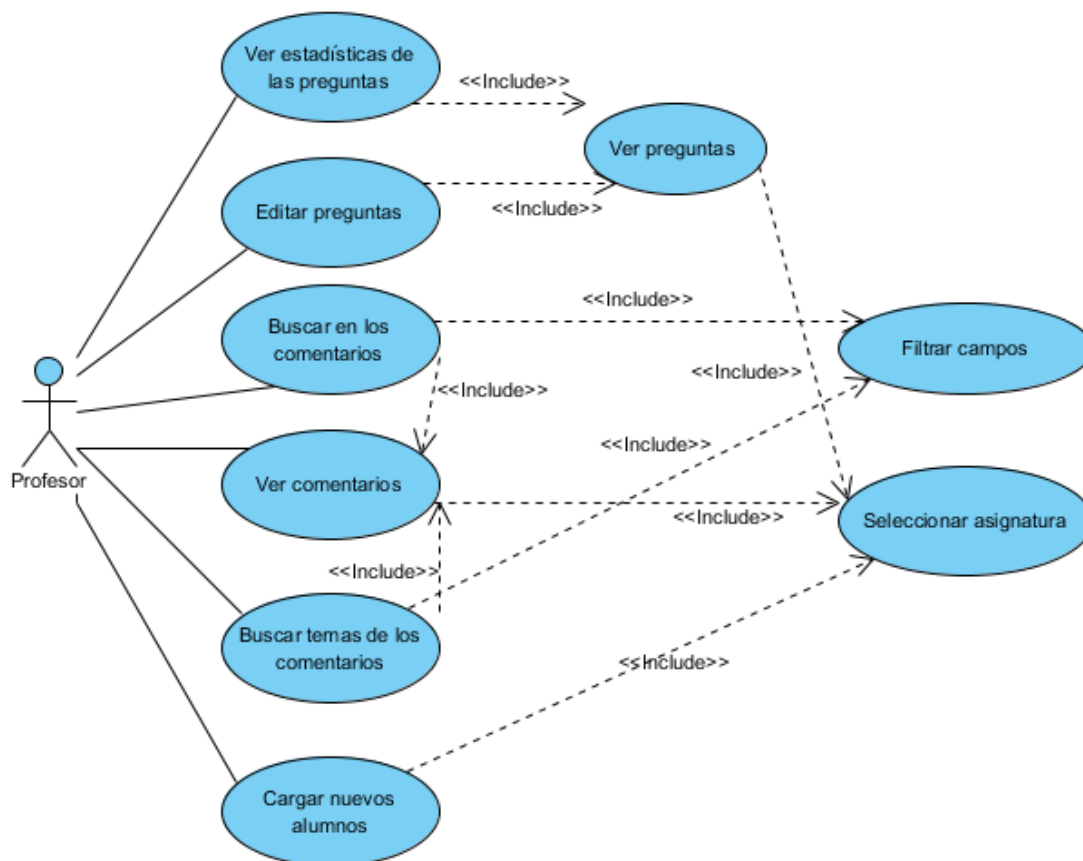 Ver estadísticas de
las preguntas
<<Include>>
Ver preguntas
Editar preguntas
<<Include>>
Buscar en los
comentarios
<<Include>>
Filtrar campos
<<Include>>
<<Include>>
<<Include>>
Profesor
Ver comentarios
<<Include>>
Seleccionar asignatura
<<Include>>
Buscar temas de los
comentarios
<<Include>>
Cargar nuevos
alumnos